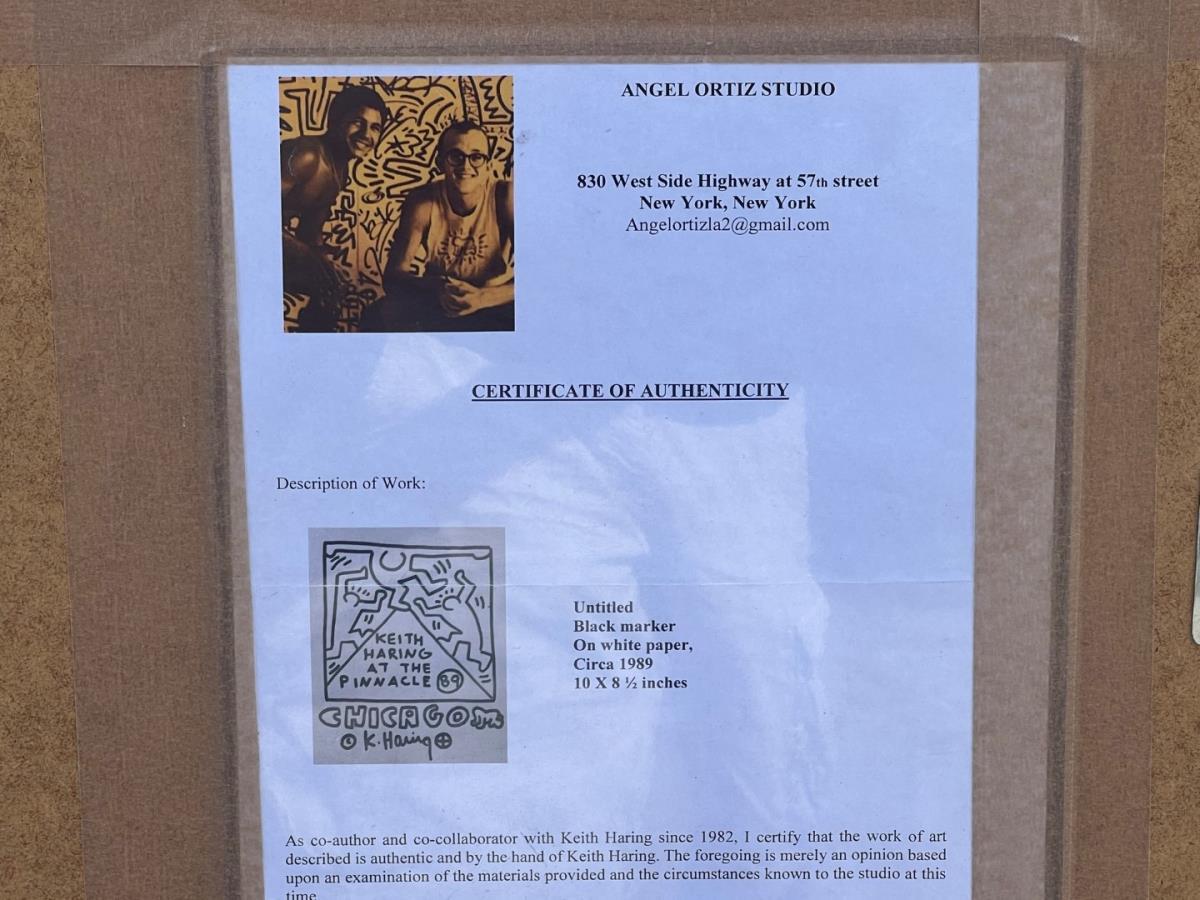 ANGEL ORTIZ STUDIO
830 West Side Highway at 57th street
New York, New York
Angelortizla2@gmail.com
CERTIFICATE OF AUTHENTICITY
Description of Work:
KEITH
HARING
AT THE
PINNACLE 89
CHICAGO
© K. Haring ⊕
Untitled
Black marker
On white paper,
Circa 1989
10 X 8 ½ inches
As co-author and co-collaborator with Keith Haring since 1982, I certify that the work of art
described is authentic and by the hand of Keith Haring. The foregoing is merely an opinion based
upon an examination of the materials provided and the circumstances known to the studio at this
time